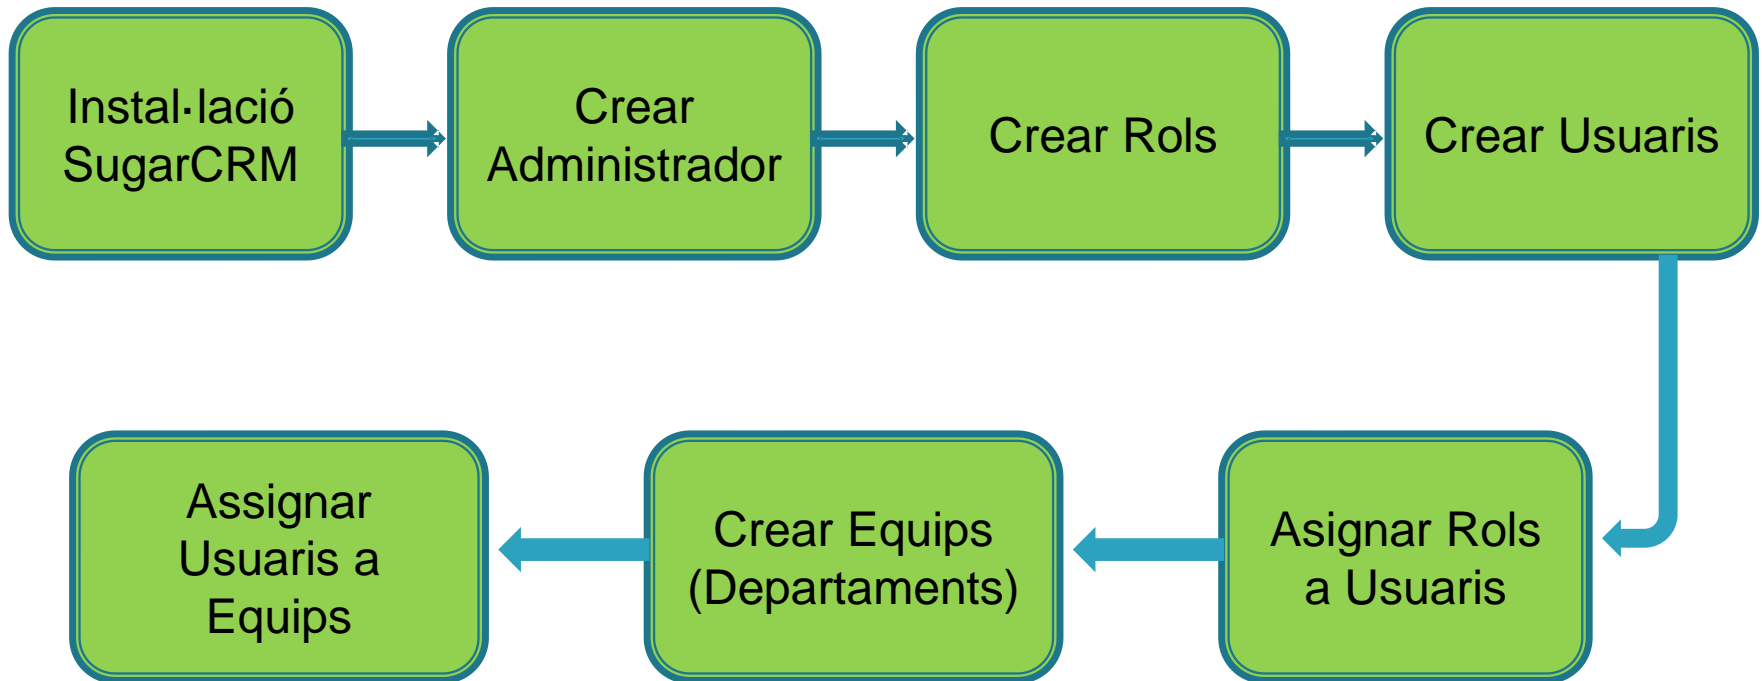 Instal·lació
SugarCRM
Crear
Administrador
Crear Rols
Crear Usuaris
Asignar Rols
a Usuaris
Crear Equips
(Departaments)
Assignar
Usuaris a
Equips